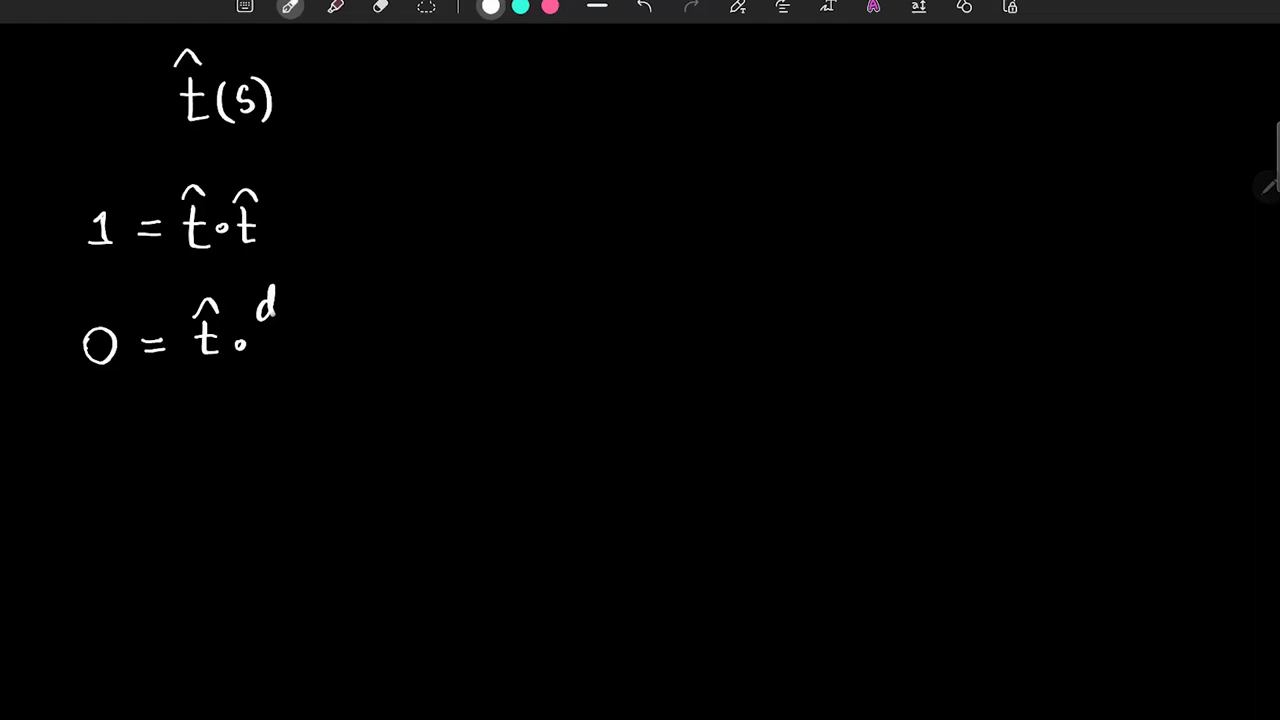 t̂(s)
1 = t̂∘t̂
0 = t̂∘ d